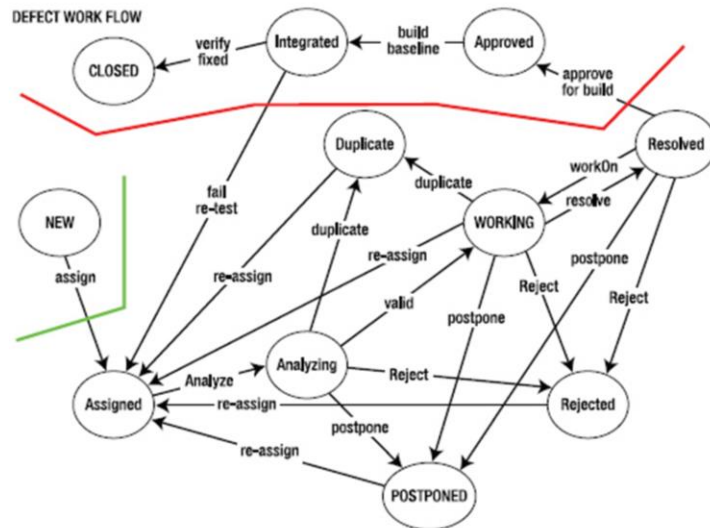 DEFECT WORK FLOW
CLOSED
verify
fixed
Integrated
build
baseline
Approved
approve
for build
Resolved
Duplicate
workOn
duplicate
resolve
fail
re-test
NEW
WORKING
duplicate
assign
re-assign
re-assign
postpone
Reject
Reject
valid
postpone
Analyzing
Analyze
Reject
Assigned
re-assign
Rejected
postpone
re-assign
POSTPONED